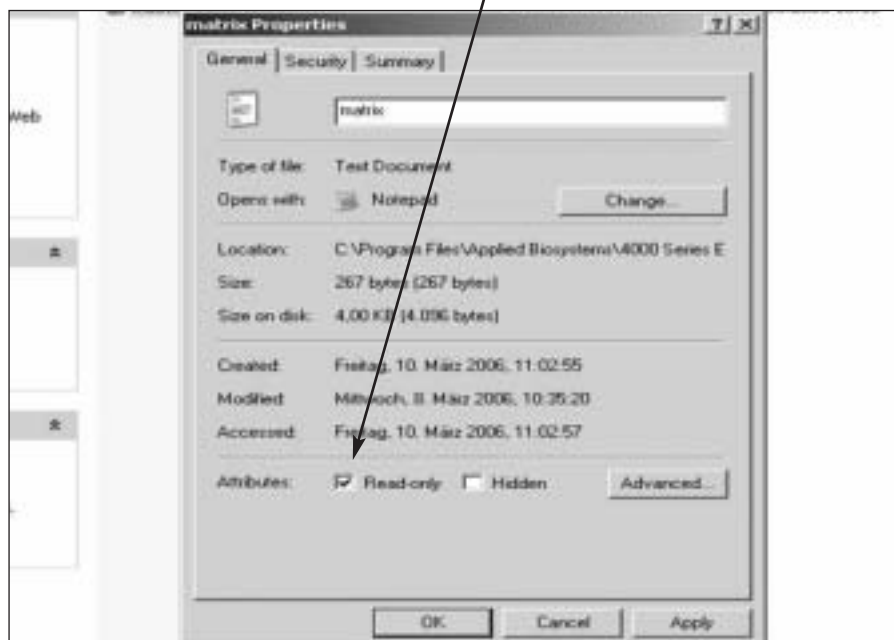 matrix Properties
General Security Summary
Web
matrix
Type of file: Text Document
Opens with: Notepad Change...
Location: C:\Program Files\Applied Biosystems\4000 Series E
Size: 267 bytes (267 bytes)
Size on disk: 4,00 KB (4.096 bytes)
Created: Freitag, 10. März 2006, 11:02:55
Modified: Mittwoch, 8. März 2006, 10:35:20
Accessed: Freitag, 10. März 2006, 11:02:57
Attributes: Read-only Hidden Advanced...
OK Cancel Apply